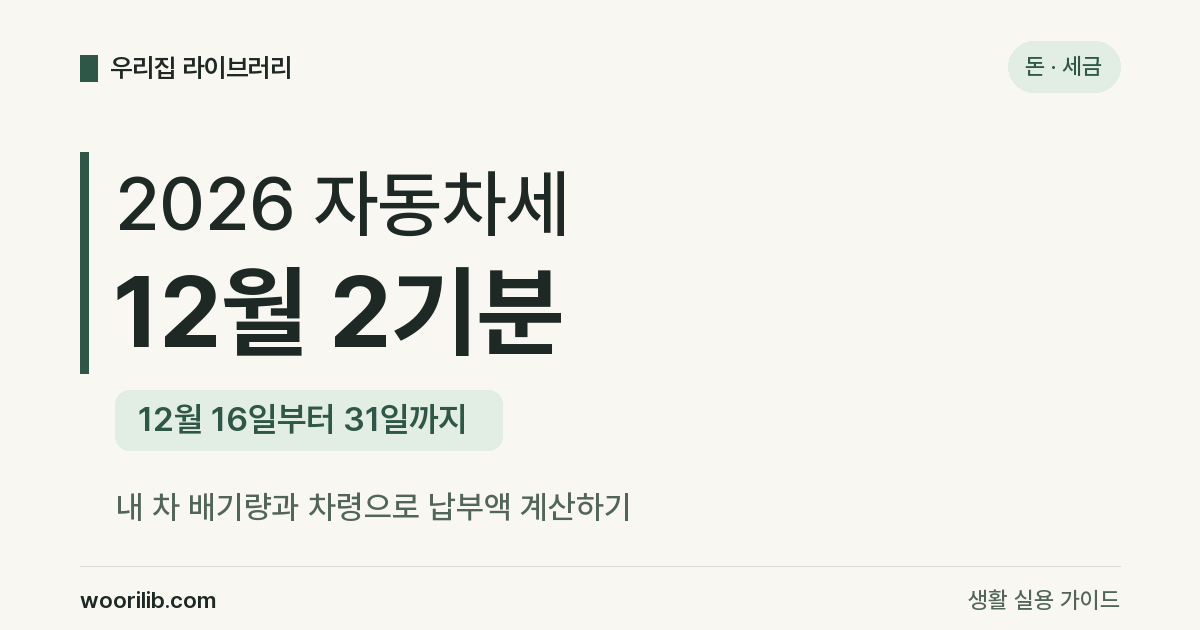 우리집 라이브러리
돈 · 세금
2026 자동차세
12월 2기분
12월 16일부터 31일까지
내 차 배기량과 차령으로 납부액 계산하기
woorilib.com
생활 실용 가이드